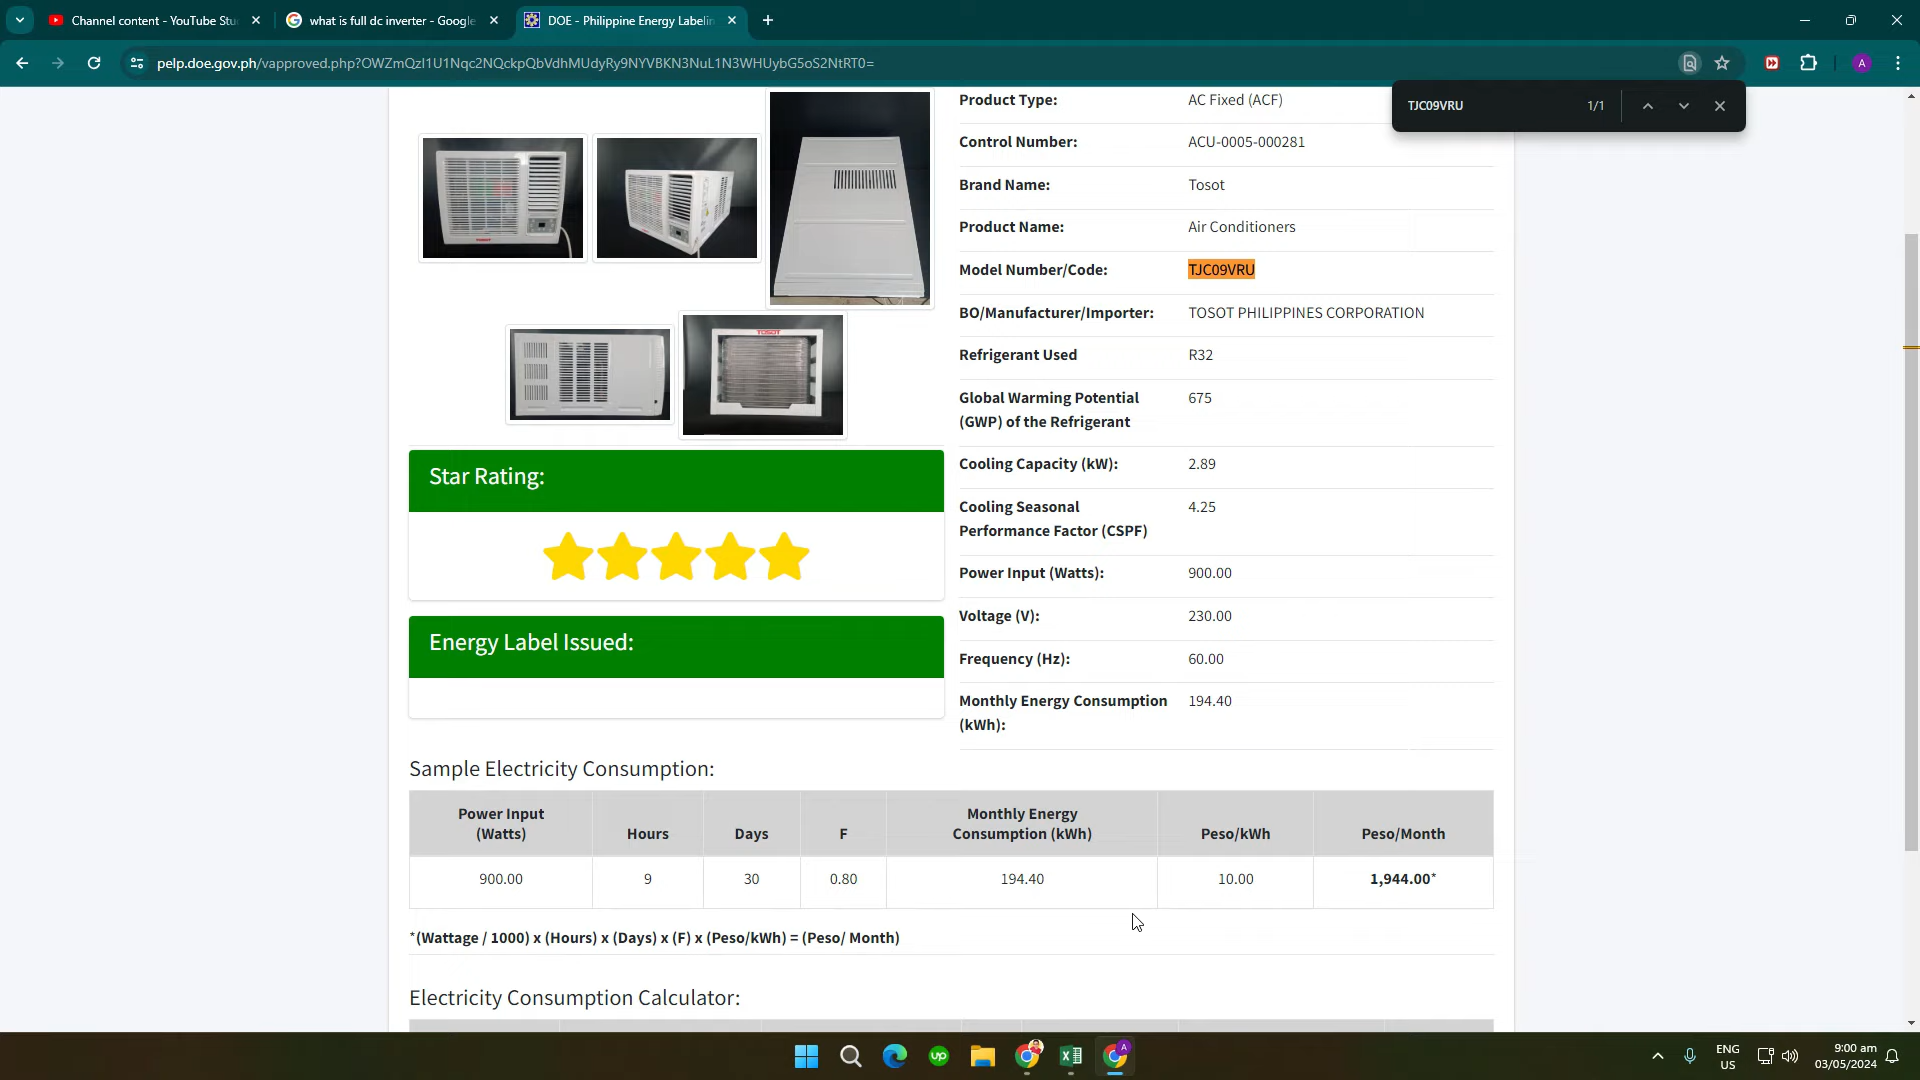 Channel content - YouTube Stu
what is full dc inverter - Google
DOE - Philippine Energy Labelin
pelp.doe.gov.ph/vapproved.php?OWZmQzI1U1Nqc2NQckpQbVdhMUdyRy9NYVBKN3NuL1N3WHUybG5oS2NtRT0=
A
TJC09VRU
1/1
Product Type: AC Fixed (ACF)
Control Number: ACU-0005-000281
Brand Name: Tosot
Product Name: Air Conditioners
Model Number/Code: TJC09VRU
BO/Manufacturer/Importer: TOSOT PHILIPPINES CORPORATION
Refrigerant Used R32
Global Warming Potential 675
(GWP) of the Refrigerant
Cooling Capacity (kW): 2.89
Cooling Seasonal 4.25
Performance Factor (CSPF)
Power Input (Watts): 900.00
Voltage (V): 230.00
Frequency (Hz): 60.00
Monthly Energy Consumption 194.40
(kWh):
TOSOT
Star Rating:
Energy Label Issued:
Sample Electricity Consumption:
Power Input
(Watts)
Hours
Days
F
Monthly Energy
Consumption (kWh)
Peso/kWh
Peso/Month
900.00 9 30 0.80 194.40 10.00 1,944.00*
*(Wattage / 1000) x (Hours) x (Days) x (F) x (Peso/kWh) = (Peso/ Month)
Electricity Consumption Calculator:
up
A
ENG
US
9:00 am
03/05/2024